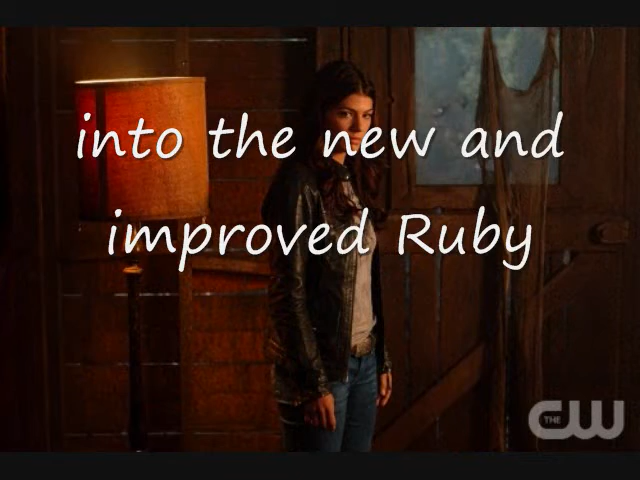 into the new and
improved Ruby
THE CW